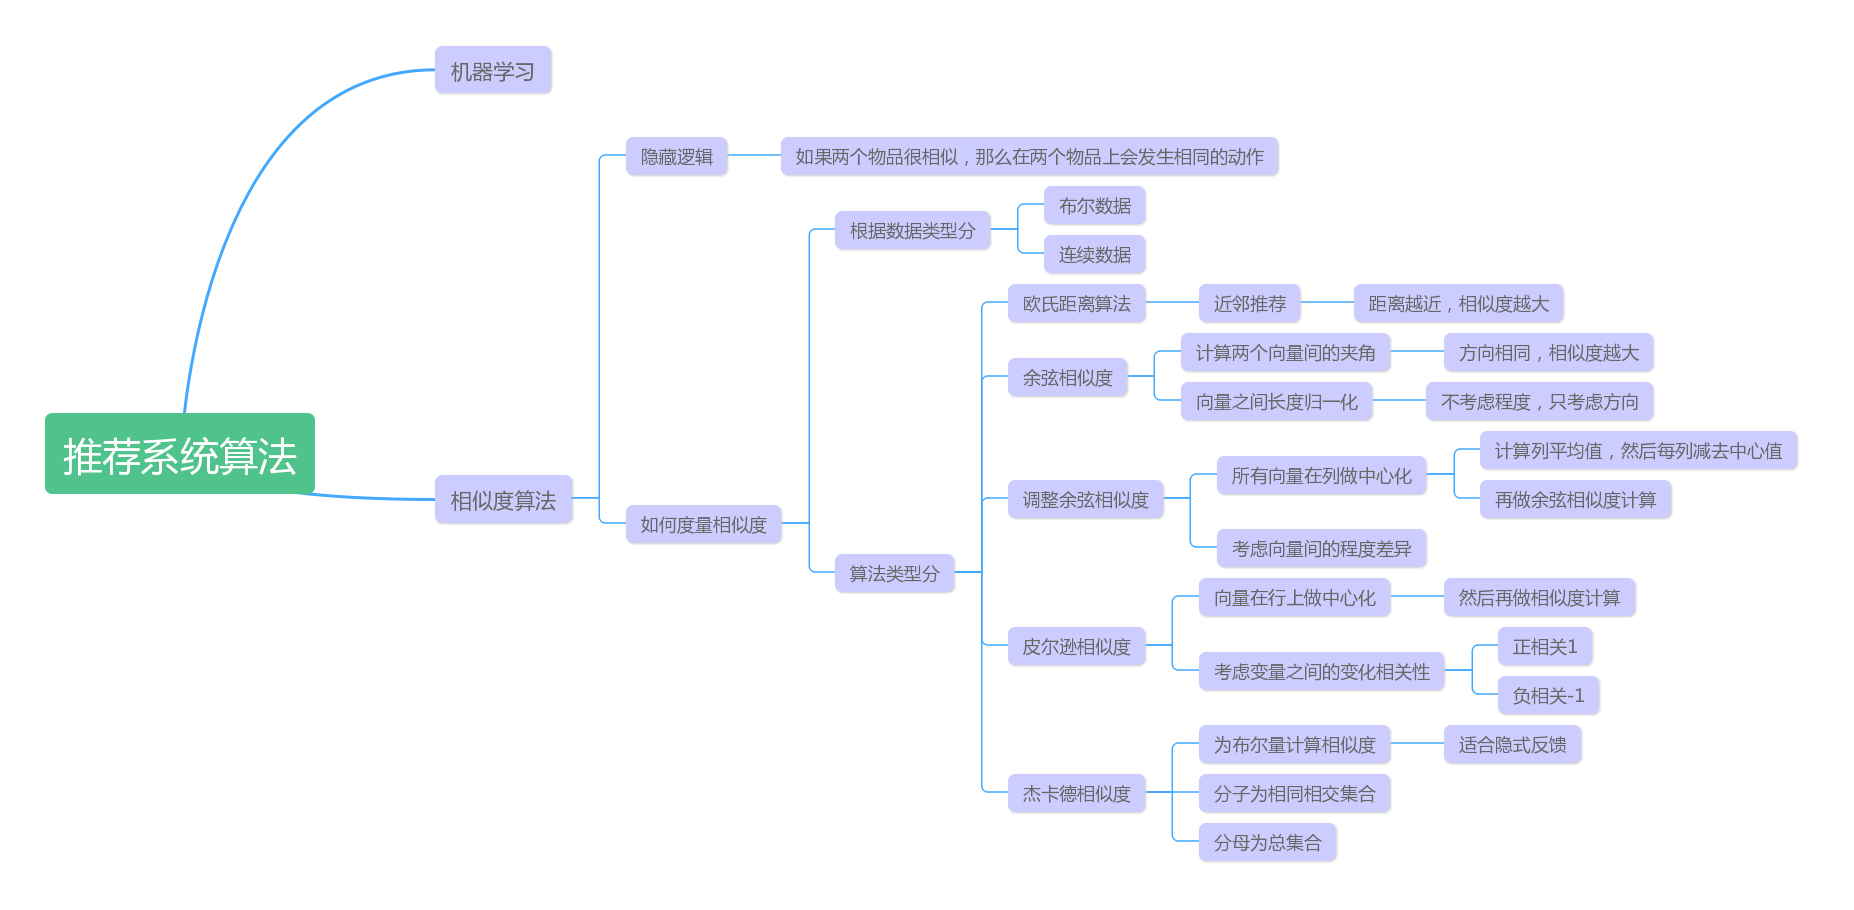 推荐系统算法
机器学习
相似度算法
隐藏逻辑
如果两个物品很相似，那么在两个物品上会发生相同的动作
如何度量相似度
根据数据类型分
布尔数据
连续数据
算法类型分
欧氏距离算法
近邻推荐
距离越近，相似度越大
余弦相似度
计算两个向量间的夹角
方向相同，相似度越大
向量之间长度归一化
不考虑程度，只考虑方向
调整余弦相似度
所有向量在列做中心化
计算列平均值，然后每列减去中心值
再做余弦相似度计算
考虑向量间的程度差异
皮尔逊相似度
向量在行上做中心化
然后再做相似度计算
考虑变量之间的变化相关性
正相关1
负相关-1
杰卡德相似度
为布尔量计算相似度
适合隐式反馈
分子为相同相交集合
分母为总集合